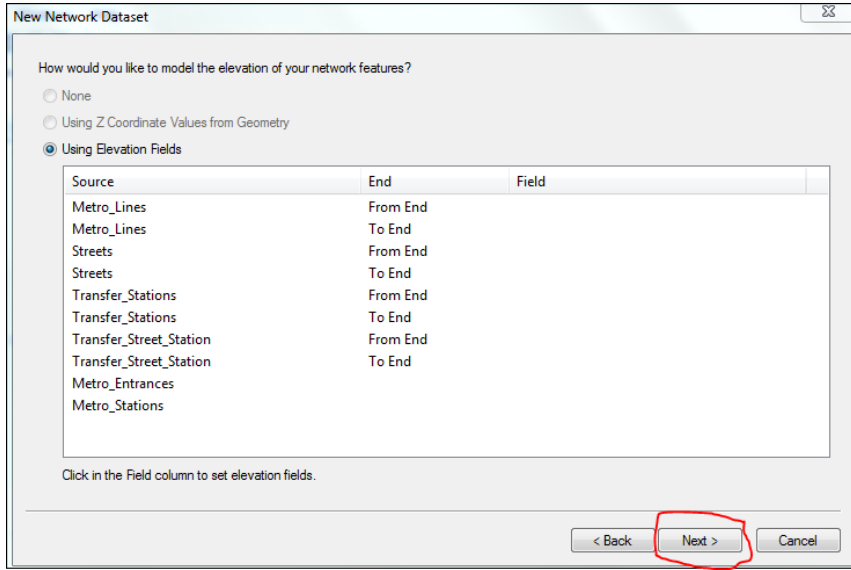 New Network Dataset
How would you like to model the elevation of your network features?
None
Using Z Coordinate Values from Geometry
Using Elevation Fields
Source End Field
Metro_Lines From End
Metro_Lines To End
Streets From End
Streets To End
Transfer_Stations From End
Transfer_Stations To End
Transfer_Street_Station From End
Transfer_Street_Station To End
Metro_Entrances
Metro_Stations
Click in the Field column to set elevation fields.
< Back Next > Cancel